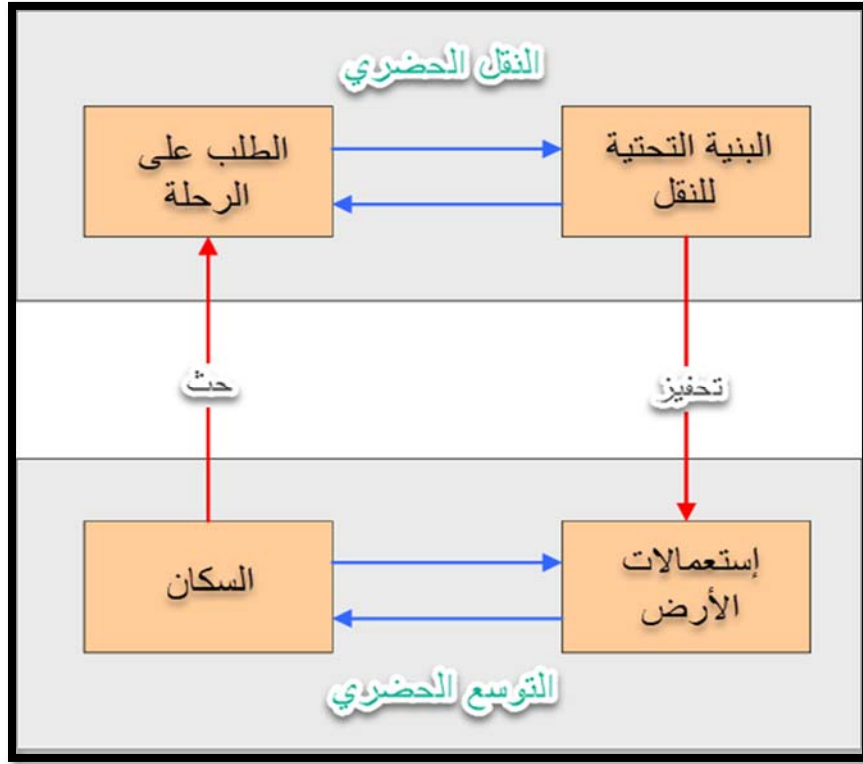 النقل الحضري
البنية التحتية
للنقل
الطلب على
الرحلة
تحفيز
حث
إستعمالات
الأرض
السكان
التوسع الحضري